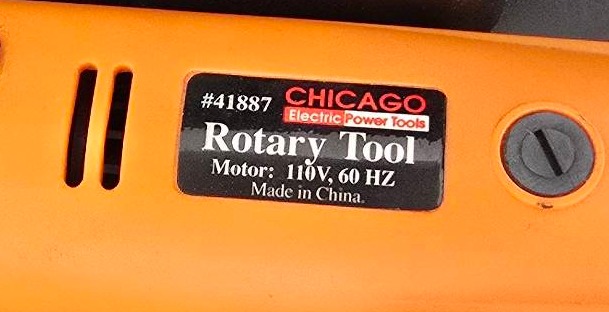 #41887 CHICAGO
Electric Power Tools
Rotary Tool
Motor: 110V, 60 HZ
Made in China.